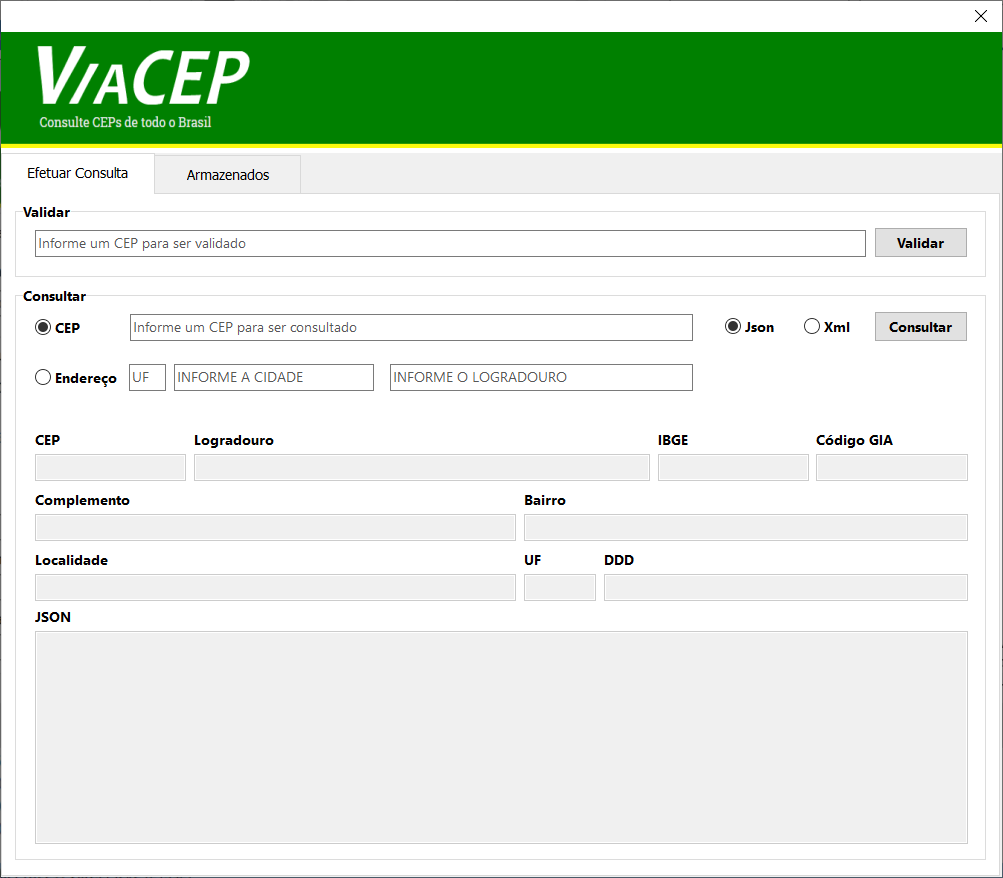 VIACEP
Consulte CEPs de todo o Brasil
Efetuar Consulta Armazenados
Validar
Informe um CEP para ser validado Validar
Consultar
CEP Informe um CEP para ser consultado Json Xml Consultar
Endereço UF INFORME A CIDADE INFORME O LOGRADOURO
CEP Logradouro IBGE Código GIA
Complemento Bairro
Localidade UF DDD
JSON